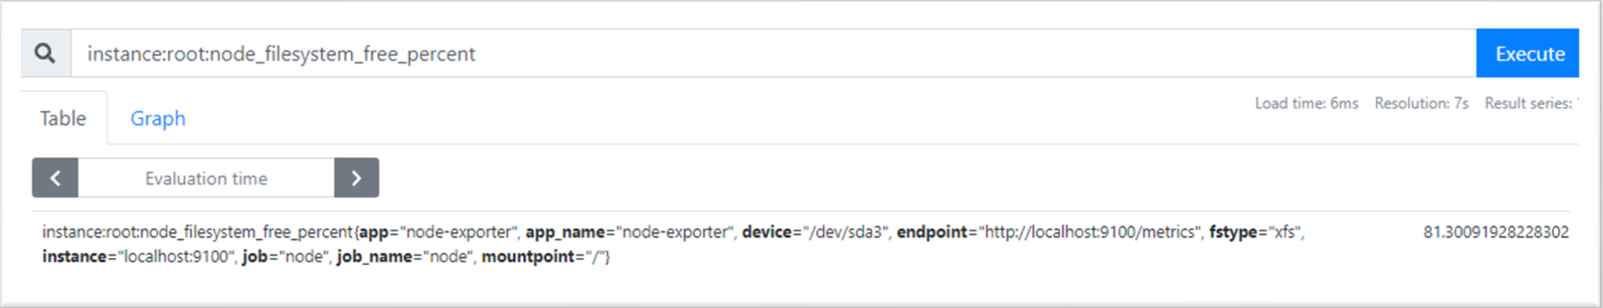 instance:root:node_filesystem_free_percent
Execute
Table
Graph
Load time: 6ms Resolution: 7s Result series:
Evaluation time
instance:root:node_filesystem_free_percent{app="node-exporter", app_name="node-exporter", device="/dev/sda3", endpoint="http://localhost:9100/metrics", fstype="xfs",
instance="localhost:9100", job="node", job_name="node", mountpoint="/"}
81.30091928228302